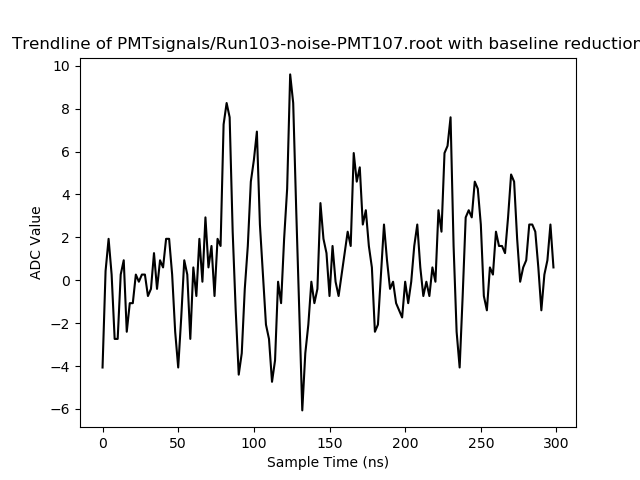 Trendline of PMTsignals/Run103-noise-PMT107.root with baseline reduction
10
8
6
4
2
0
−2
−4
−6
ADC Value
0 50 100 150 200 250 300
Sample Time (ns)